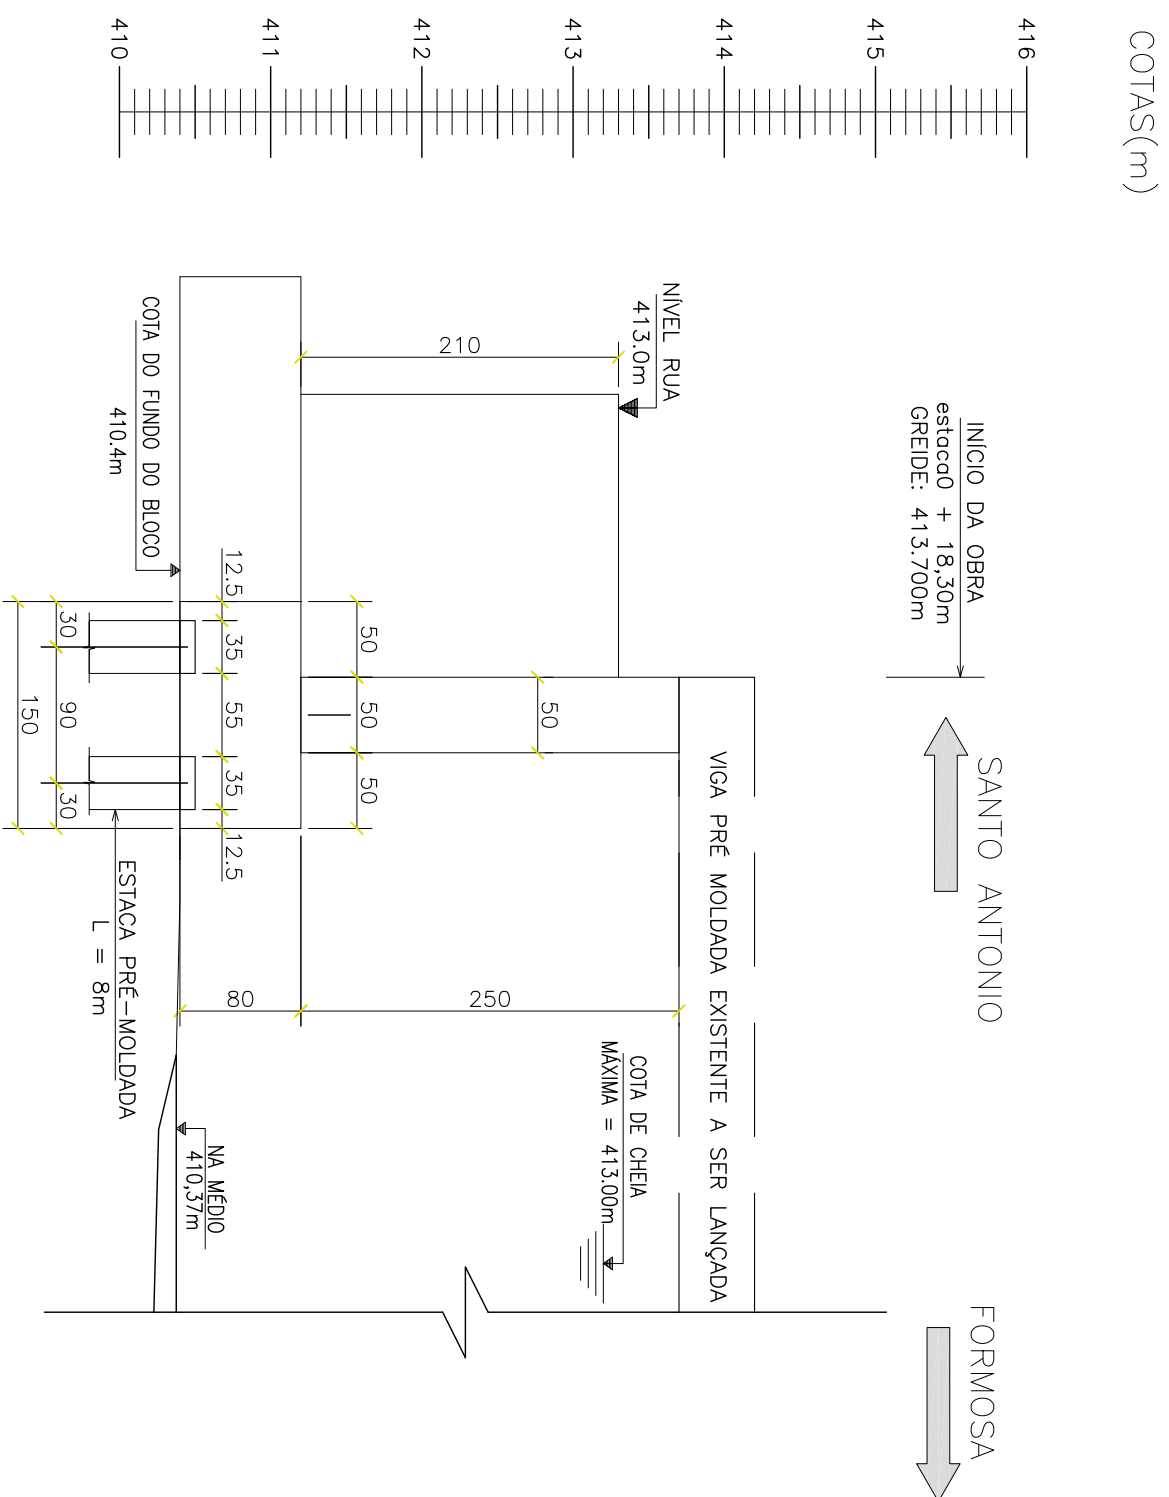 COTAS(m)
416
415
414
413
412
411
410
SANTO ANTONIO
FORMOSA
INÍCIO DA OBRA
estaca0 + 18,30m
GREIDE: 413.700m
VIGA PRÉ MOLDADA EXISTENTE A SER LANÇADA
NÍVEL RUA
413.0m
COTA DE CHEIA
MÁXIMA = 413.00m
50
210
250
50
50
50
80
12.5
35
55
35
12.5
NA MÉDIO
410,37m
COTA DO FUNDO DO BLOCO
410.4m
ESTACA PRÉ-MOLDADA
L = 8m
30
90
30
150